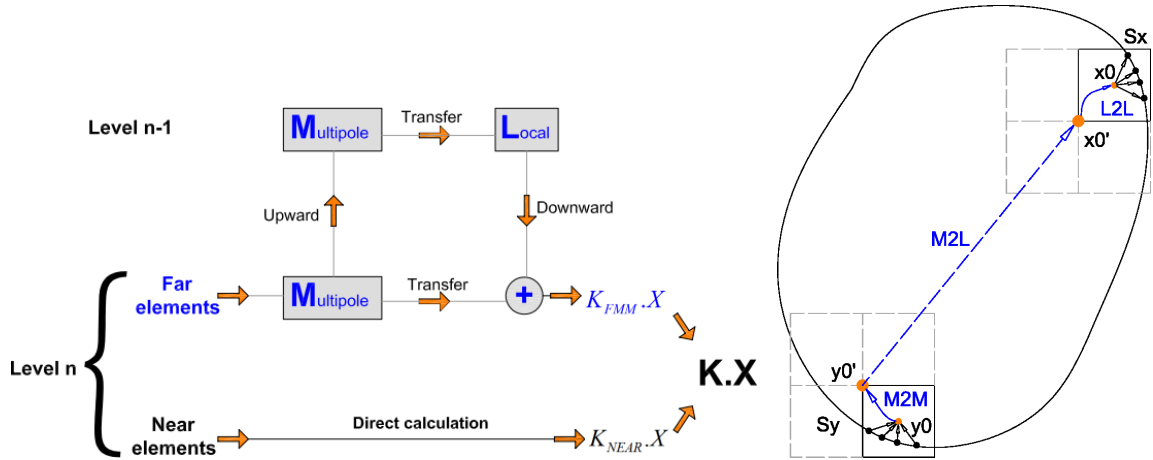 Level n-1
Multipole
Transfer
Local
Upward
Downward
Level n
Far
elements
Multipole
Transfer
+
K_FMM.X
K.X
Near
elements
Direct calculation
K_NEAR.X
Sx
x0
L2L
x0'
M2L
y0'
M2M
Sy
y0